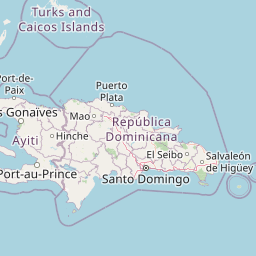 Turks and
Caicos Islands
Port-de-
Paix
Puerto
Plata
Gonaïves
Mao
República
Dominicana
Hinche
Ayiti
El Seibo
Salvaleón
de Higüey
Port-au-Prince
Santo Domingo